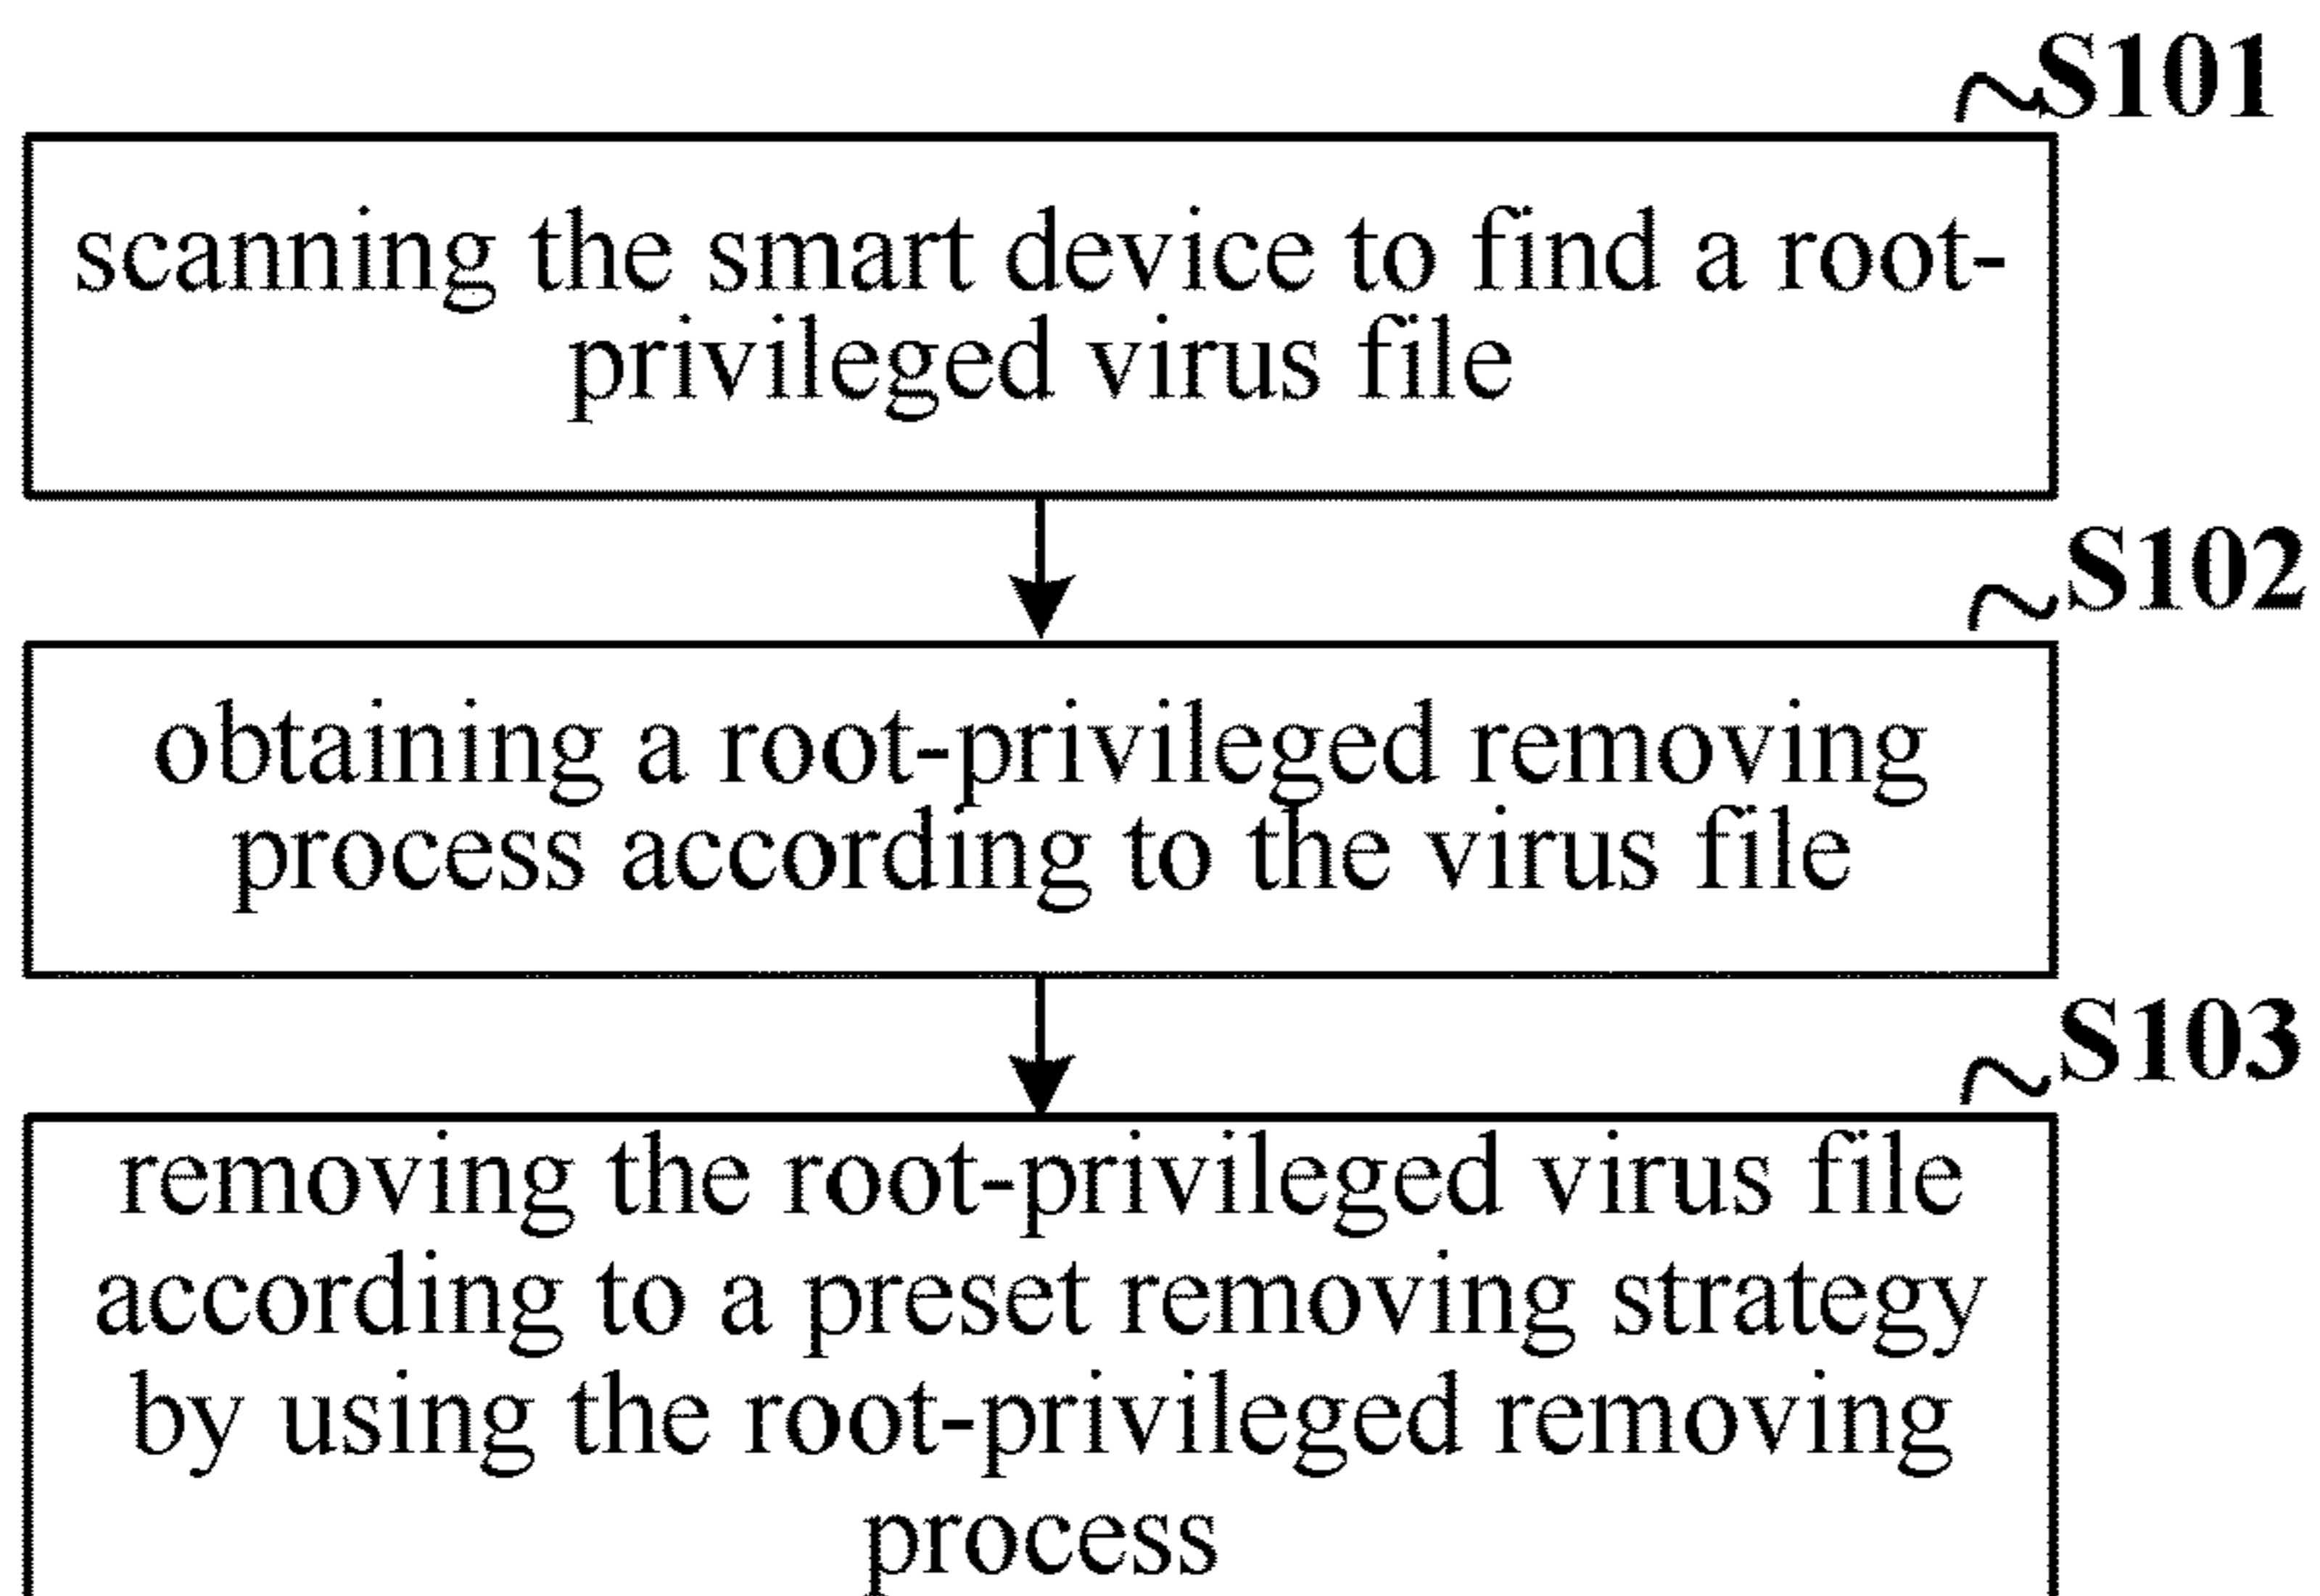 S101
scanning the smart device to find a root-
privileged virus file
S102
obtaining a root-privileged removing
process according to the virus file
S103
removing the root-privileged virus file
according to a preset removing strategy
by using the root-privileged removing
process